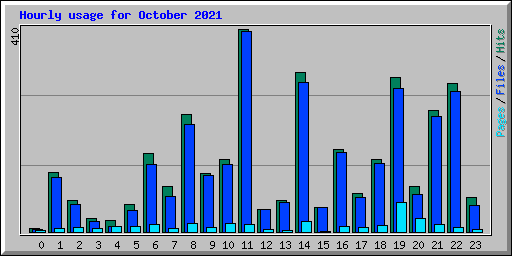 Hourly usage for October 2021
410
Pages/Files/Hits
0 1 2 3 4 5 6 7 8 9 10 11 12 13 14 15 16 17 18 19 20 21 22 23